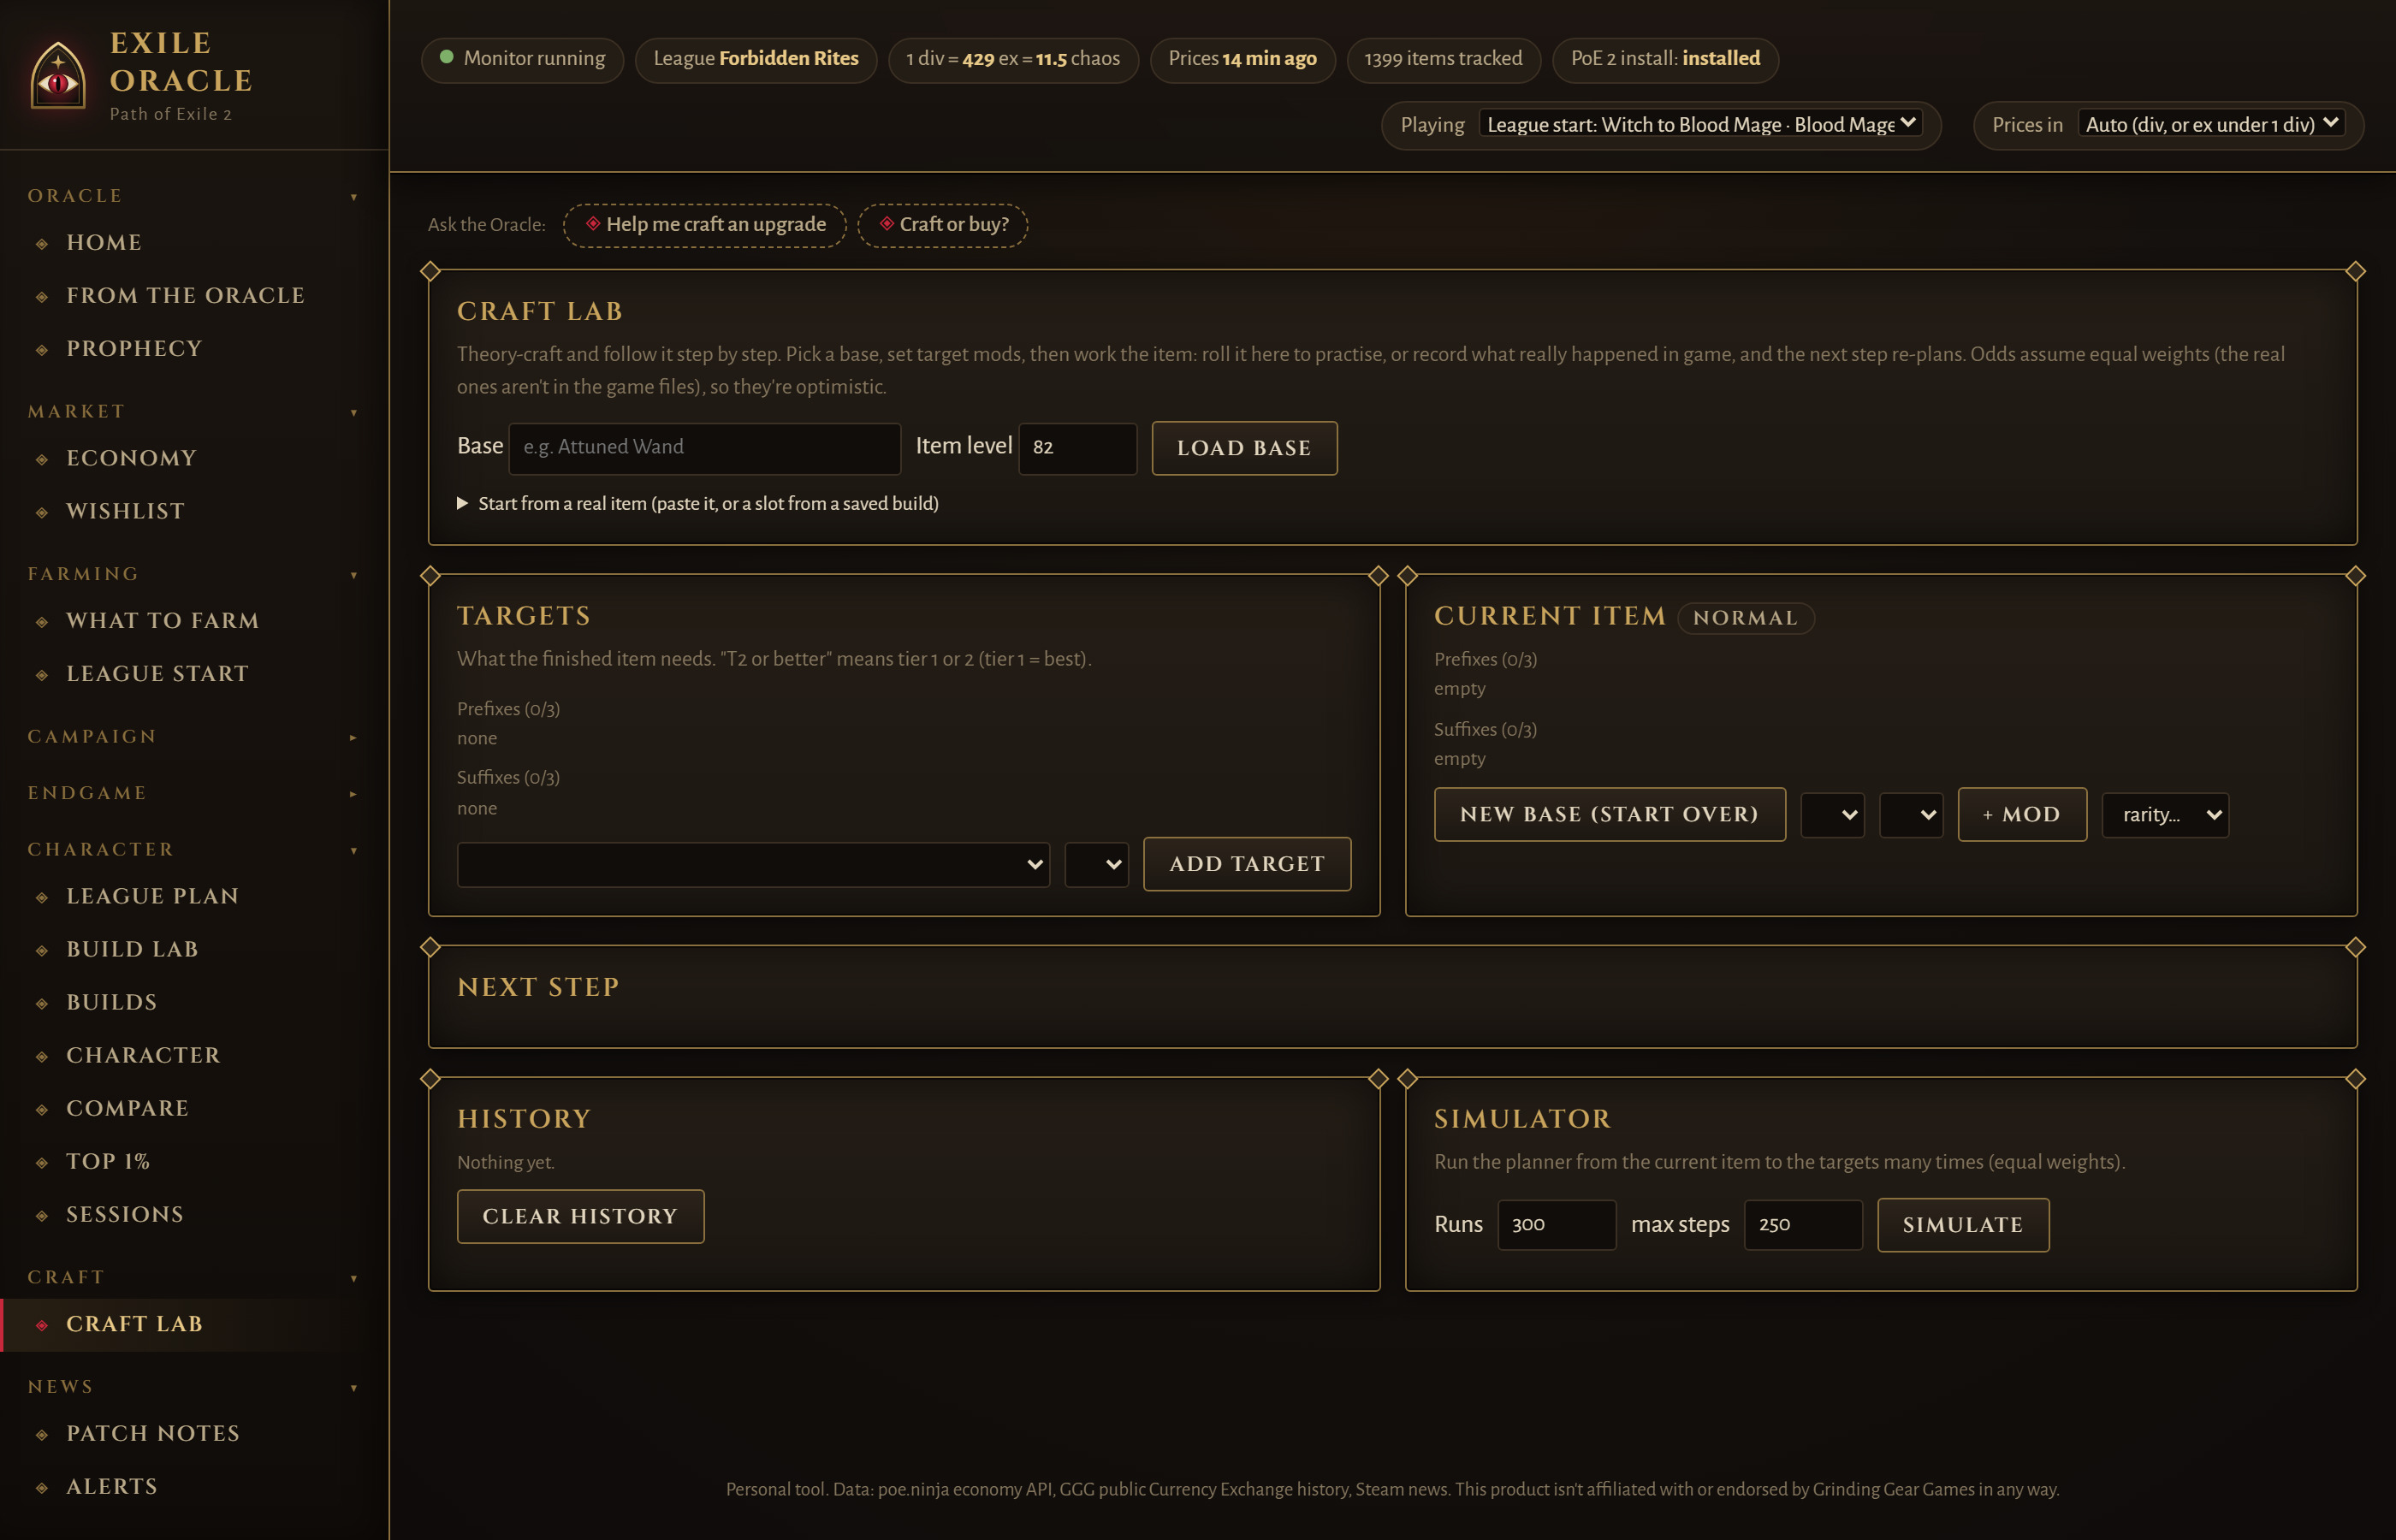 EXILE
ORACLE
Path of Exile 2
Monitor running
League Forbidden Rites
1 div = 429 ex = 11.5 chaos
Prices 14 min ago
1399 items tracked
PoE 2 install: installed
Playing League start: Witch to Blood Mage · Blood Mage
Prices in Auto (div, or ex under 1 div)
ORACLE
HOME
FROM THE ORACLE
PROPHECY
MARKET
ECONOMY
WISHLIST
FARMING
WHAT TO FARM
LEAGUE START
CAMPAIGN
ENDGAME
CHARACTER
LEAGUE PLAN
BUILD LAB
BUILDS
CHARACTER
COMPARE
TOP 1%
SESSIONS
CRAFT
CRAFT LAB
NEWS
PATCH NOTES
ALERTS
Ask the Oracle: Help me craft an upgrade Craft or buy?
CRAFT LAB
Theory-craft and follow it step by step. Pick a base, set target mods, then work the item: roll it here to practise, or record what really happened in game, and the next step re-plans. Odds assume equal weights (the real
ones aren't in the game files), so they're optimistic.
Base e.g. Attuned Wand Item level 82 LOAD BASE
Start from a real item (paste it, or a slot from a saved build)
TARGETS
What the finished item needs. "T2 or better" means tier 1 or 2 (tier 1 = best).
Prefixes (0/3)
none
Suffixes (0/3)
none
ADD TARGET
CURRENT ITEM NORMAL
Prefixes (0/3)
empty
Suffixes (0/3)
empty
NEW BASE (START OVER) + MOD rarity...
NEXT STEP
HISTORY
Nothing yet.
CLEAR HISTORY
SIMULATOR
Run the planner from the current item to the targets many times (equal weights).
Runs 300 max steps 250 SIMULATE
Personal tool. Data: poe.ninja economy API, GGG public Currency Exchange history, Steam news. This product isn't affiliated with or endorsed by Grinding Gear Games in any way.